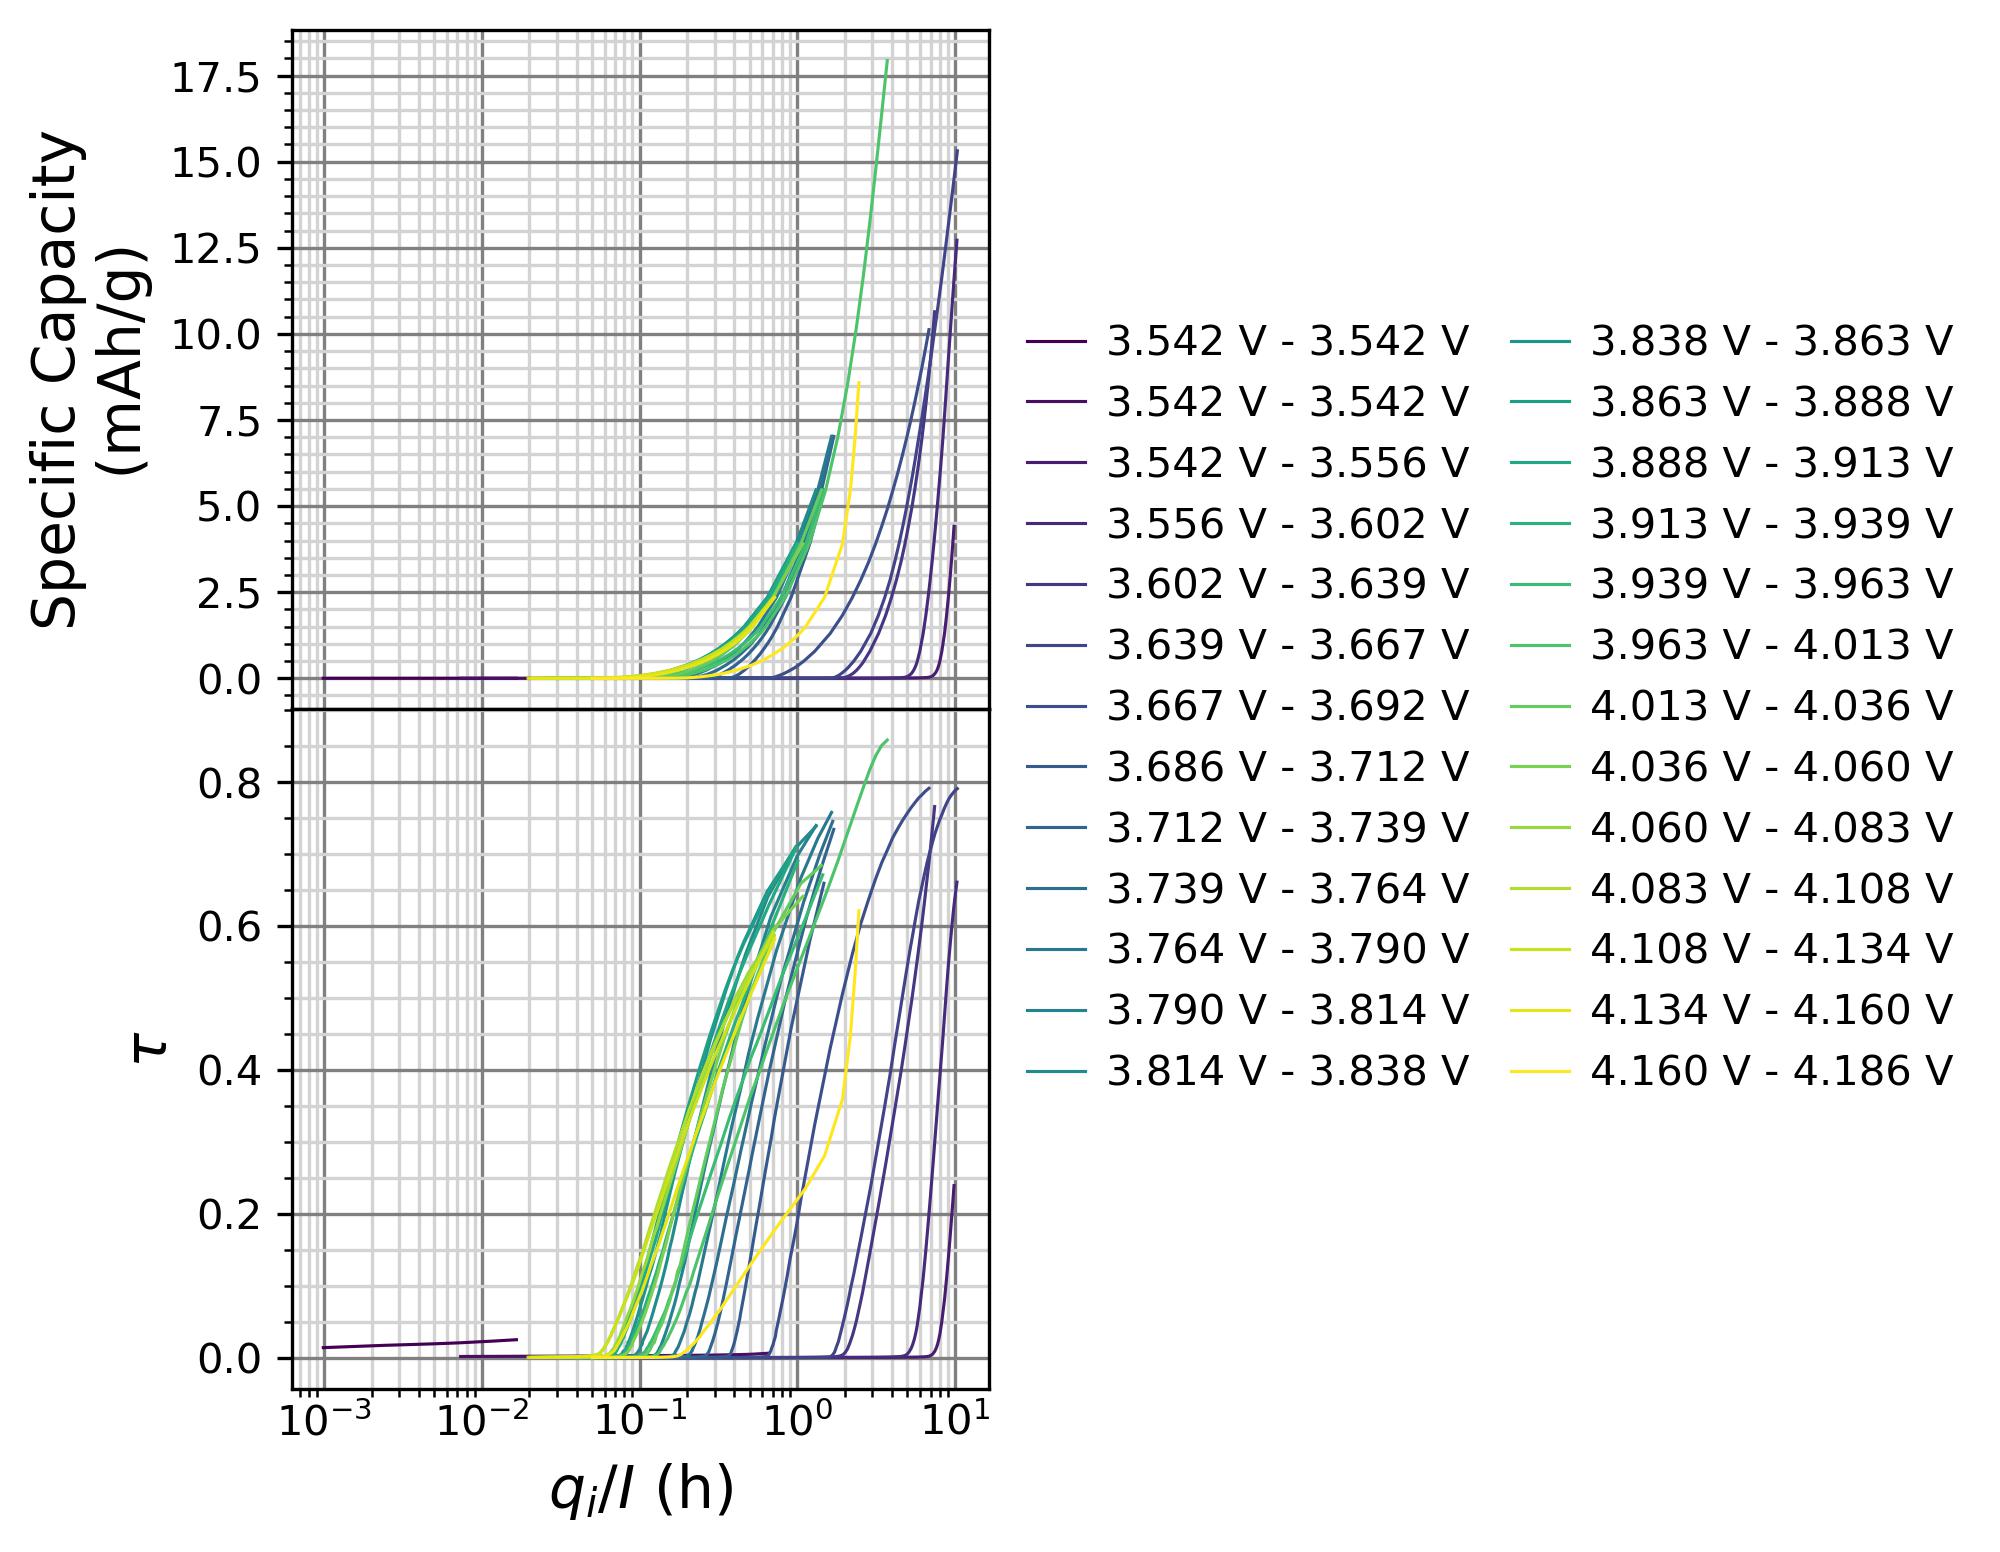 Specific Capacity
(mAh/g)
17.5
15.0
12.5
10.0
7.5
5.0
2.5
0.0
τ
0.8
0.6
0.4
0.2
0.0
10⁻³ 10⁻² 10⁻¹ 10⁰ 10¹
qᵢ/I (h)
3.542 V - 3.542 V
3.542 V - 3.542 V
3.542 V - 3.556 V
3.556 V - 3.602 V
3.602 V - 3.639 V
3.639 V - 3.667 V
3.667 V - 3.692 V
3.686 V - 3.712 V
3.712 V - 3.739 V
3.739 V - 3.764 V
3.764 V - 3.790 V
3.790 V - 3.814 V
3.814 V - 3.838 V
3.838 V - 3.863 V
3.863 V - 3.888 V
3.888 V - 3.913 V
3.913 V - 3.939 V
3.939 V - 3.963 V
3.963 V - 4.013 V
4.013 V - 4.036 V
4.036 V - 4.060 V
4.060 V - 4.083 V
4.083 V - 4.108 V
4.108 V - 4.134 V
4.134 V - 4.160 V
4.160 V - 4.186 V